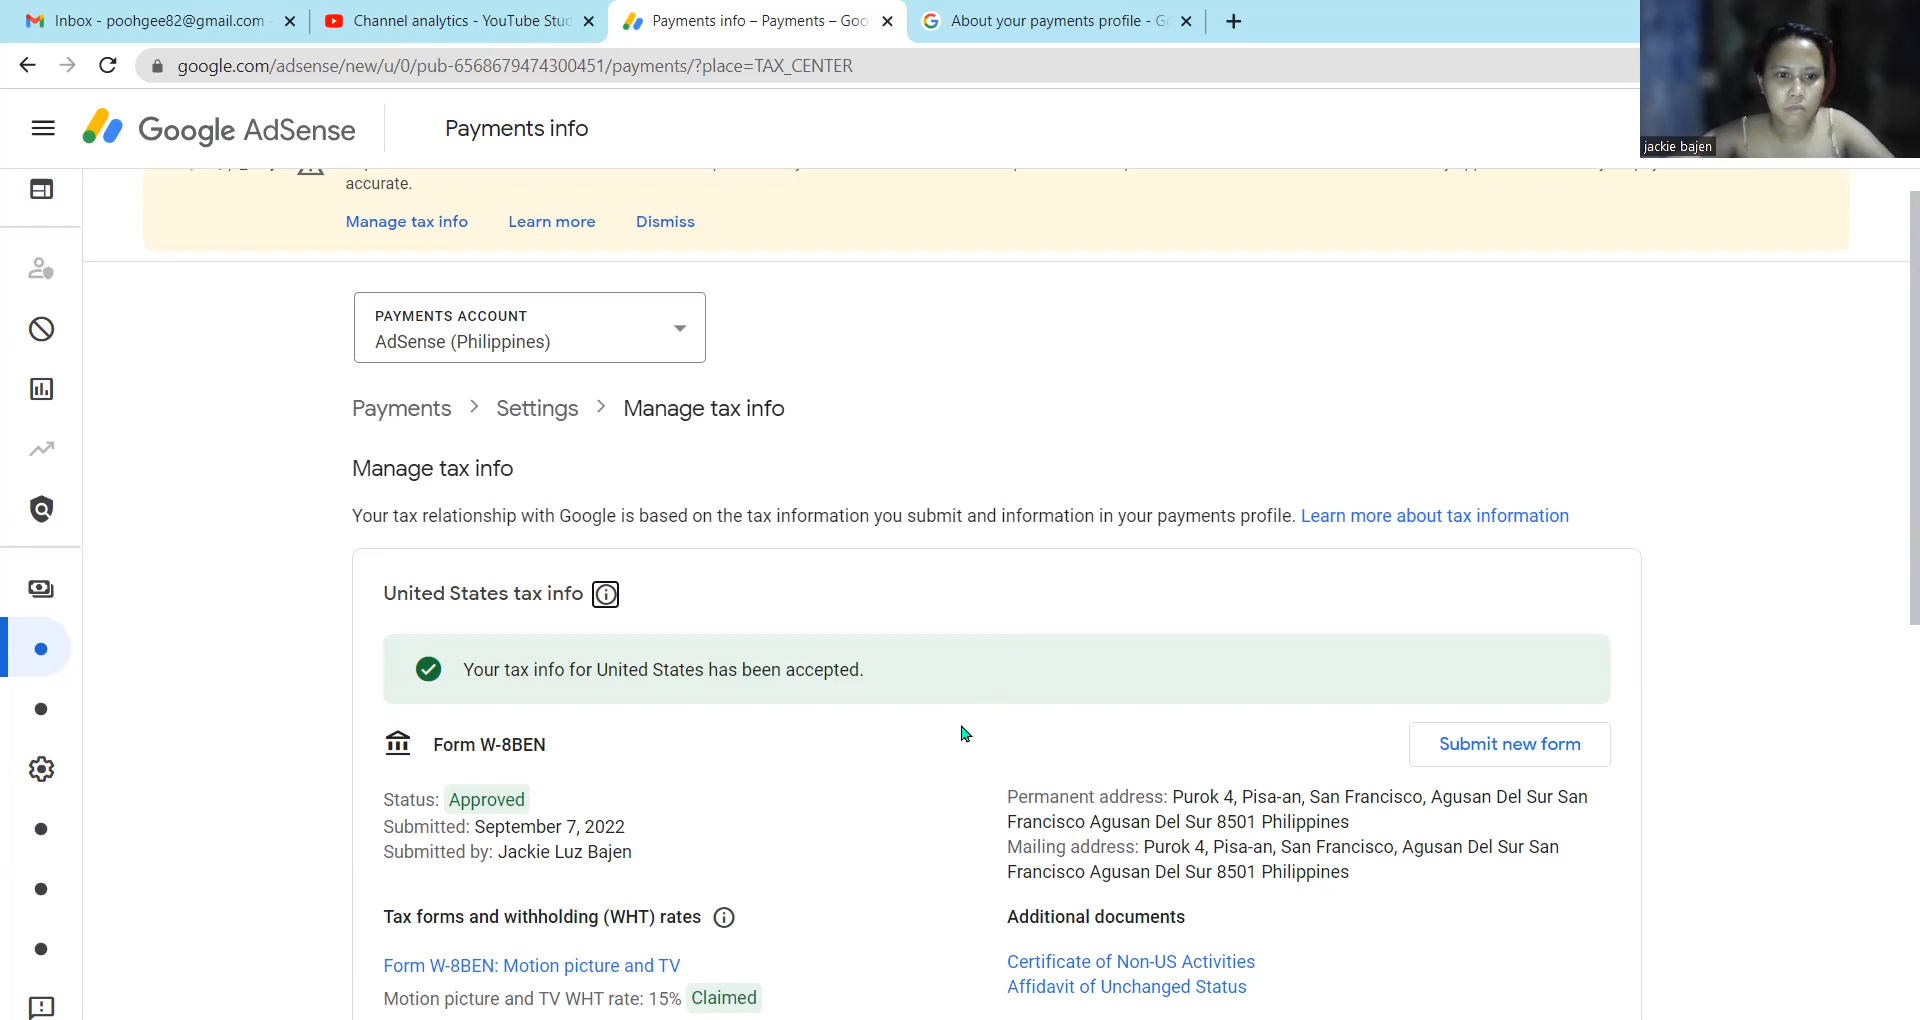 Inbox - poohgee82@gmail.com -
Channel analytics - YouTube Stud
Payments info – Payments – Goo
About your payments profile - Go
google.com/adsense/new/u/0/pub-6568679474300451/payments/?place=TAX_CENTER
jackie bajen
Google AdSense
Payments info
accurate.
Manage tax info Learn more Dismiss
PAYMENTS ACCOUNT
AdSense (Philippines)
Payments > Settings > Manage tax info
Manage tax info
Your tax relationship with Google is based on the tax information you submit and information in your payments profile. Learn more about tax information
United States tax info
Your tax info for United States has been accepted.
Form W-8BEN
Submit new form
Status: Approved
Submitted: September 7, 2022
Submitted by: Jackie Luz Bajen
Permanent address: Purok 4, Pisa-an, San Francisco, Agusan Del Sur San
Francisco Agusan Del Sur 8501 Philippines
Mailing address: Purok 4, Pisa-an, San Francisco, Agusan Del Sur San
Francisco Agusan Del Sur 8501 Philippines
Tax forms and withholding (WHT) rates
Form W-8BEN: Motion picture and TV
Motion picture and TV WHT rate: 15% Claimed
Additional documents
Certificate of Non-US Activities
Affidavit of Unchanged Status